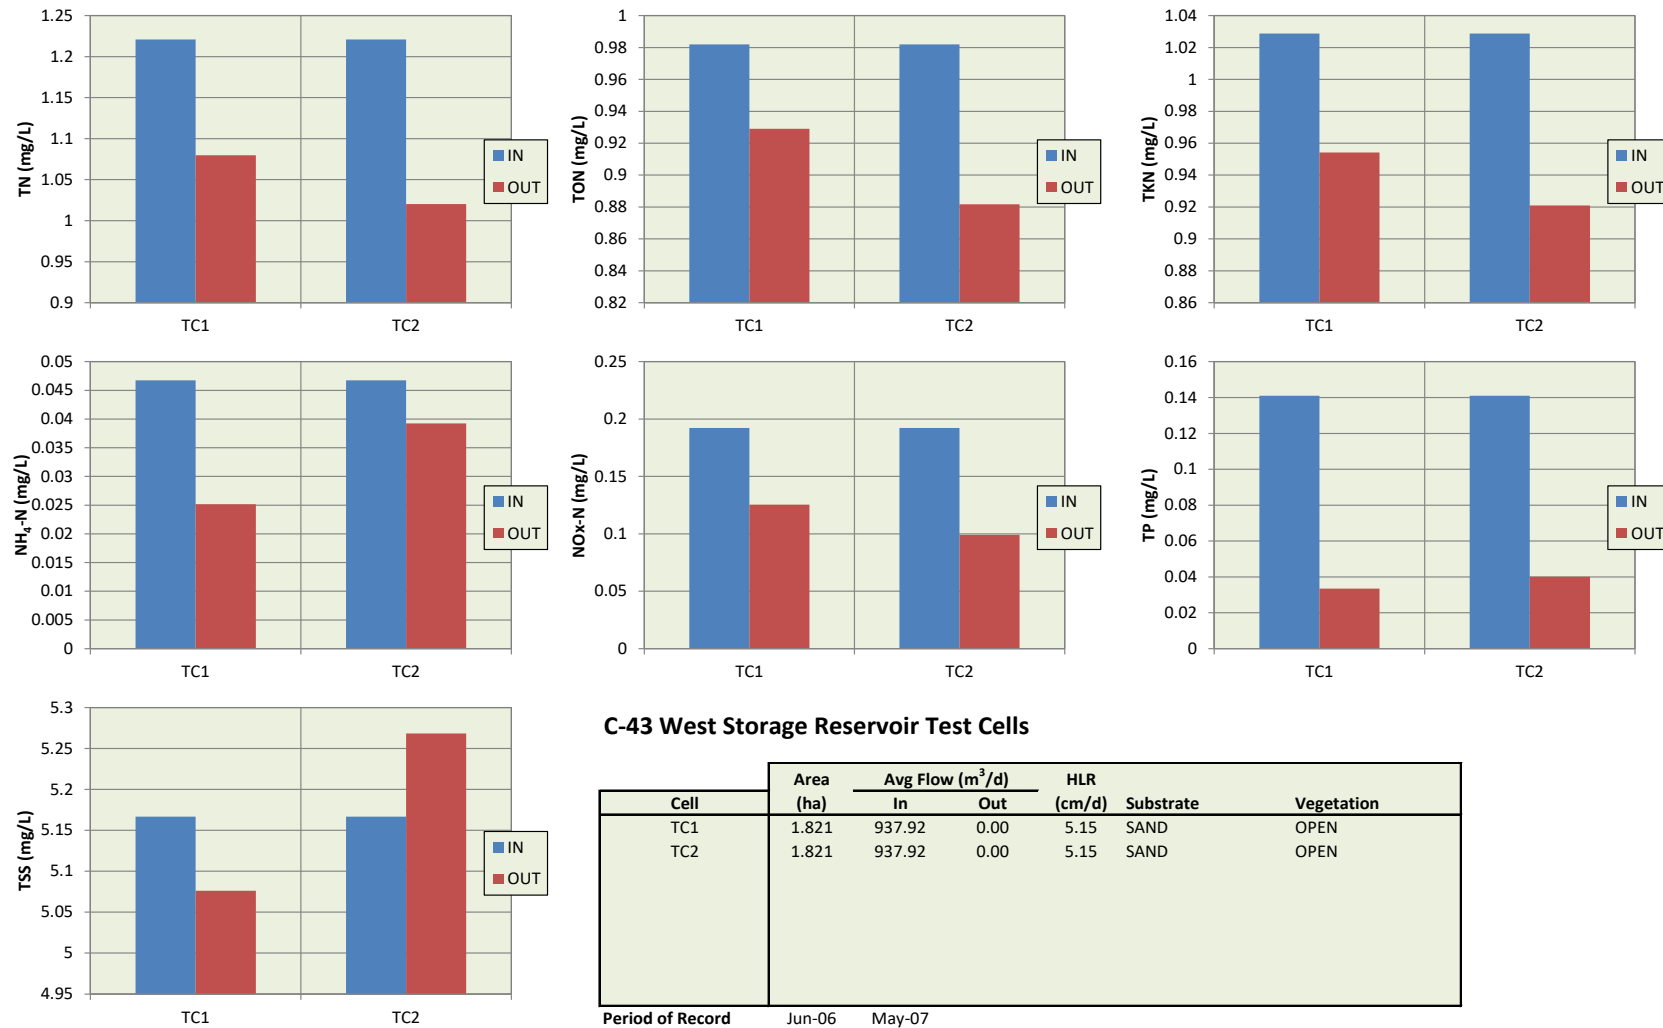 1.25
1.2
1.15
1.1
1.05
1
0.95
0.9
TN (mg/L)
TC1
TC2
IN
OUT
1
0.98
0.96
0.94
0.92
0.9
0.88
0.86
0.84
0.82
TON (mg/L)
TC1
TC2
IN
OUT
1.04
1.02
1
0.98
0.96
0.94
0.92
0.9
0.88
0.86
TKN (mg/L)
TC1
TC2
IN
OUT
0.05
0.045
0.04
0.035
0.03
0.025
0.02
0.015
0.01
0.005
0
NH₄-N (mg/L)
TC1
TC2
IN
OUT
0.25
0.2
0.15
0.1
0.05
0
NOx-N (mg/L)
TC1
TC2
IN
OUT
0.16
0.14
0.12
0.1
0.08
0.06
0.04
0.02
0
TP (mg/L)
TC1
TC2
IN
OUT
5.3
5.25
5.2
5.15
5.1
5.05
5
4.95
TSS (mg/L)
TC1
TC2
IN
OUT
C-43 West Storage Reservoir Test Cells
Area Avg Flow (m³/d) HLR
Cell (ha) In Out (cm/d) Substrate Vegetation
TC1 1.821 937.92 0.00 5.15 SAND OPEN
TC2 1.821 937.92 0.00 5.15 SAND OPEN
Period of Record Jun-06 May-07